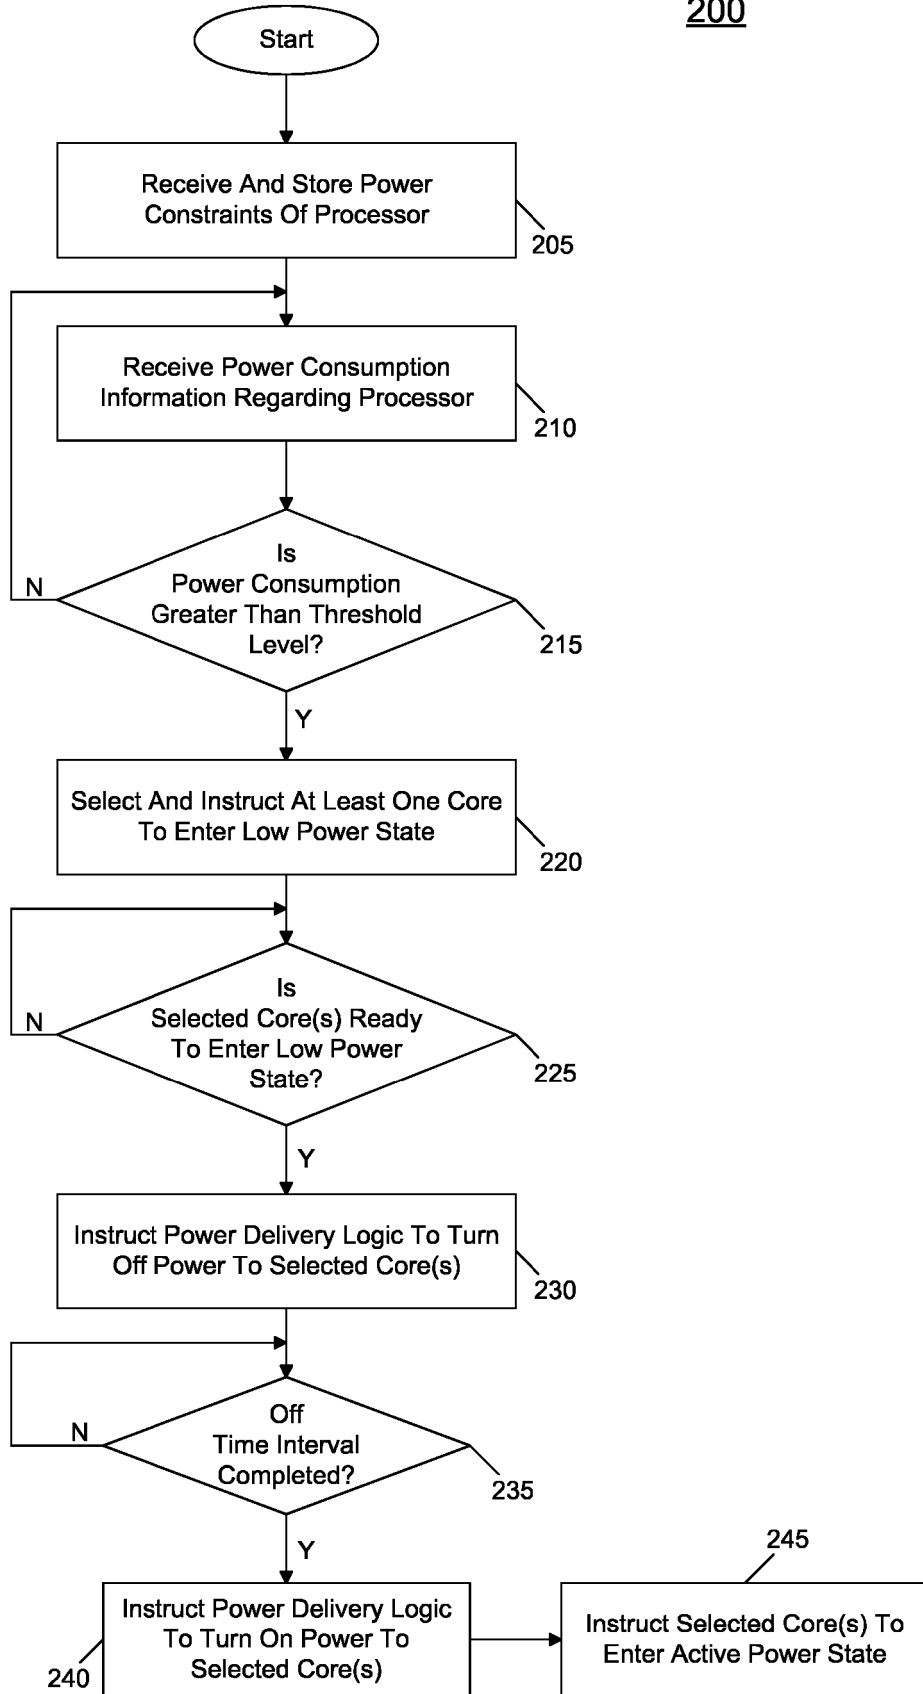 200
Start
Receive And Store Power
Constraints Of Processor
205
Receive Power Consumption
Information Regarding Processor
210
Is
Power Consumption
Greater Than Threshold
Level?
N
215
Y
Select And Instruct At Least One Core
To Enter Low Power State
220
Is
Selected Core(s) Ready
To Enter Low Power
State?
N
225
Y
Instruct Power Delivery Logic To Turn
Off Power To Selected Core(s)
230
Off
Time Interval
Completed?
N
235
Y
245
Instruct Power Delivery Logic
To Turn On Power To
Selected Core(s)
240
Instruct Selected Core(s) To
Enter Active Power State